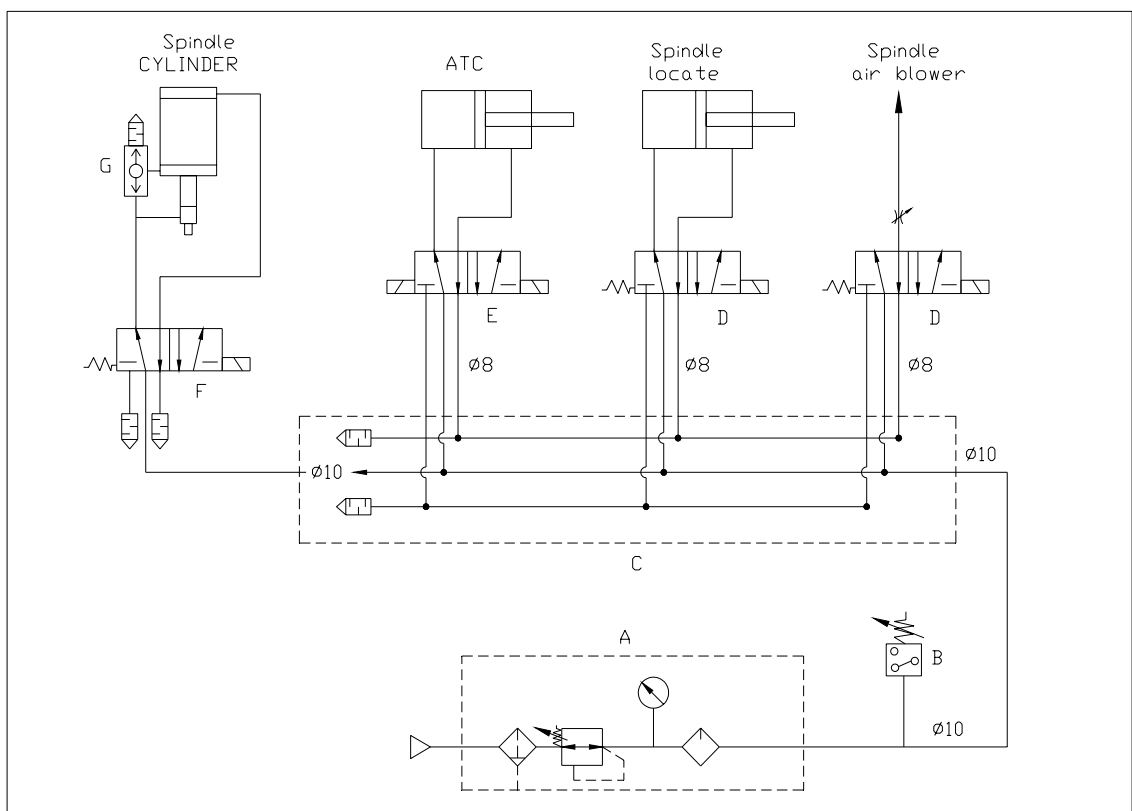 Spindle
CYLINDER
ATC
Spindle
locate
Spindle
air blower
G
E
D
D
F
ø8
ø8
ø8
ø10
ø10
C
A
B
ø10